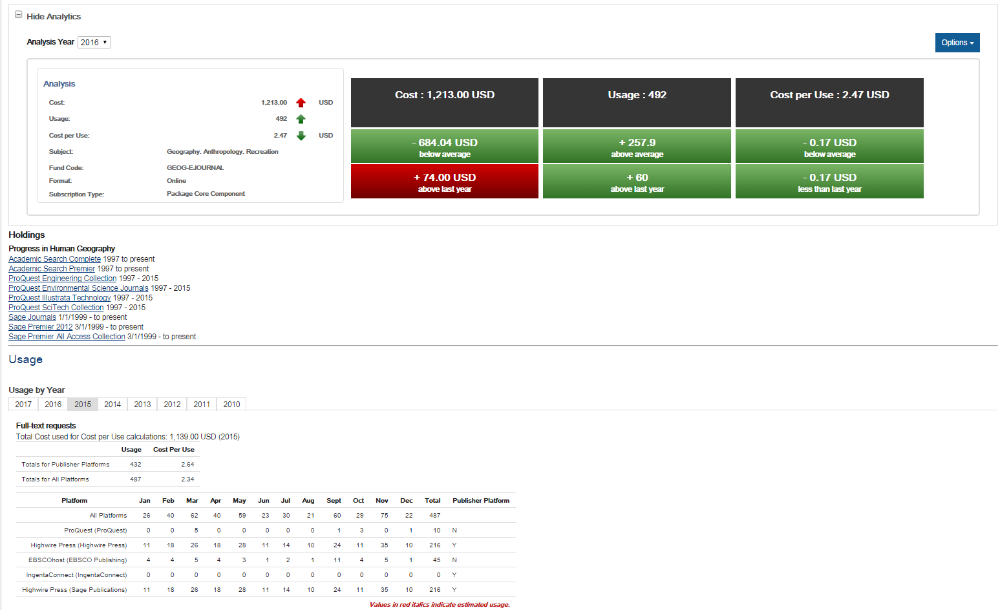 Hide Analytics
Analysis Year 2016
Options
Analysis
Cost: 1,213.00 USD
Usage: 492
Cost per Use: 2.47 USD
Subject: Geography. Anthropology. Recreation
Fund Code: GEOG-EJOURNAL
Format: Online
Subscription Type: Package Core Component
Cost : 1,213.00 USD
- 684.04 USD
below average
+ 74.00 USD
above last year
Usage : 492
+ 257.9
above average
+ 60
above last year
Cost per Use : 2.47 USD
- 0.17 USD
below average
- 0.17 USD
less than last year
Holdings
Progress in Human Geography
Academic Search Complete 1997 to present
Academic Search Premier 1997 to present
ProQuest Engineering Collection 1997 - 2015
ProQuest Environmental Science Journals 1997 - 2015
ProQuest Illustrata Technology 1997 - 2015
ProQuest SciTech Collection 1997 - 2015
Sage Journals 1/1/1999 - to present
Sage Premier 2012 3/1/1999 - to present
Sage Premier All Access Collection 3/1/1999 - to present
Usage
Usage by Year
2017 2016 2015 2014 2013 2012 2011 2010
Full-text requests
Total Cost used for Cost per Use calculations: 1,139.00 USD (2015)
Usage Cost Per Use
Totals for Publisher Platforms 432 2.64
Totals for All Platforms 487 2.34
Platform Jan Feb Mar Apr May Jun Jul Aug Sept Oct Nov Dec Total Publisher Platform
All Platforms 26 40 62 40 59 23 30 21 60 29 75 22 487
ProQuest (ProQuest) 0 0 5 0 0 0 0 0 1 3 0 1 10 N
Highwire Press (Highwire Press) 11 18 26 18 28 11 14 10 24 11 35 10 216 Y
EBSCOhost (EBSCO Publishing) 4 4 5 4 3 1 2 1 11 4 5 1 45 N
IngentaConnect (IngentaConnect) 0 0 0 0 0 0 0 0 0 0 0 0 0 Y
Highwire Press (Sage Publications) 11 18 26 18 28 11 14 10 24 11 35 10 216 Y
Values in red italics indicate estimated usage.